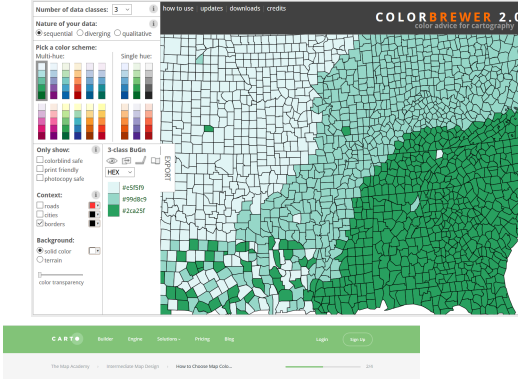 how to use | updates | downloads | credits
COLORBREWER 2.0
color advice for cartography
Number of data classes: 3
i
Nature of your data:
i
sequential diverging qualitative
Pick a color scheme:
Multi-hue: Single hue:
Only show:
i
colorblind safe
print friendly
photocopy safe
Context:
i
roads
cities
borders
Background:
solid color
terrain
color transparency
3-class BuGn
EXPORT
HEX
#e5f5f9
#99d8c9
#2ca25f
CARTO
Builder Engine Solutions Pricing Blog Login Sign Up
The Map Academy Intermediate Map Design How to Choose Map Colo...